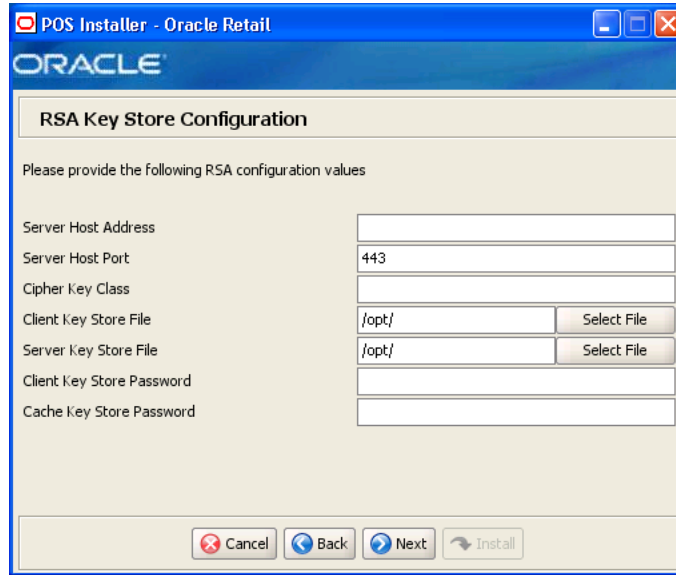 POS Installer - Oracle Retail
ORACLE
RSA Key Store Configuration
Please provide the following RSA configuration values
Server Host Address
Server Host Port 443
Cipher Key Class
Client Key Store File /opt/ Select File
Server Key Store File /opt/ Select File
Client Key Store Password
Cache Key Store Password
Cancel Back Next Install